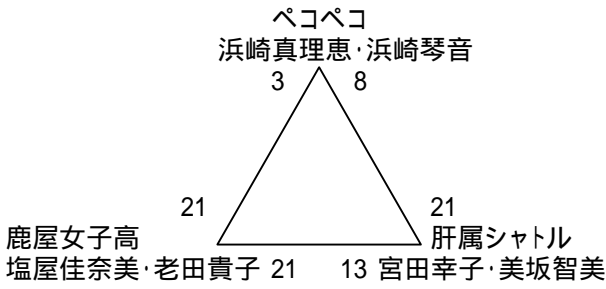 ペコペコ
浜崎真理恵･浜崎琴音
3 8
21 21
鹿屋女子高 肝属シャトル
塩屋佳奈美･老田貴子 21 13 宮田幸子･美坂智美